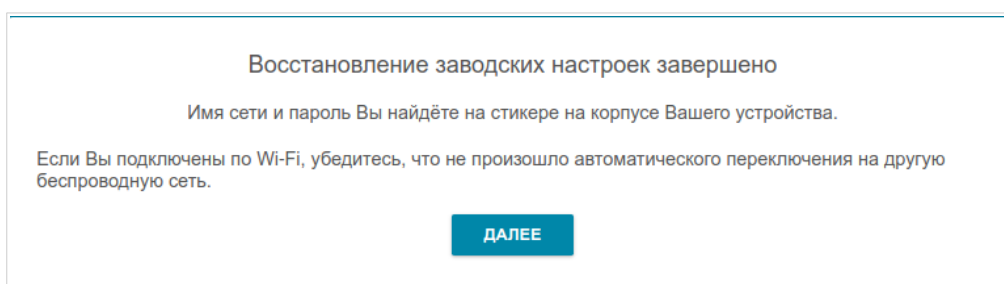 Восстановление заводских настроек завершено
Имя сети и пароль Вы найдёте на стикере на корпусе Вашего устройства.
Если Вы подключены по Wi-Fi, убедитесь, что не произошло автоматического переключения на другую
беспроводную сеть.
ДАЛЕЕ